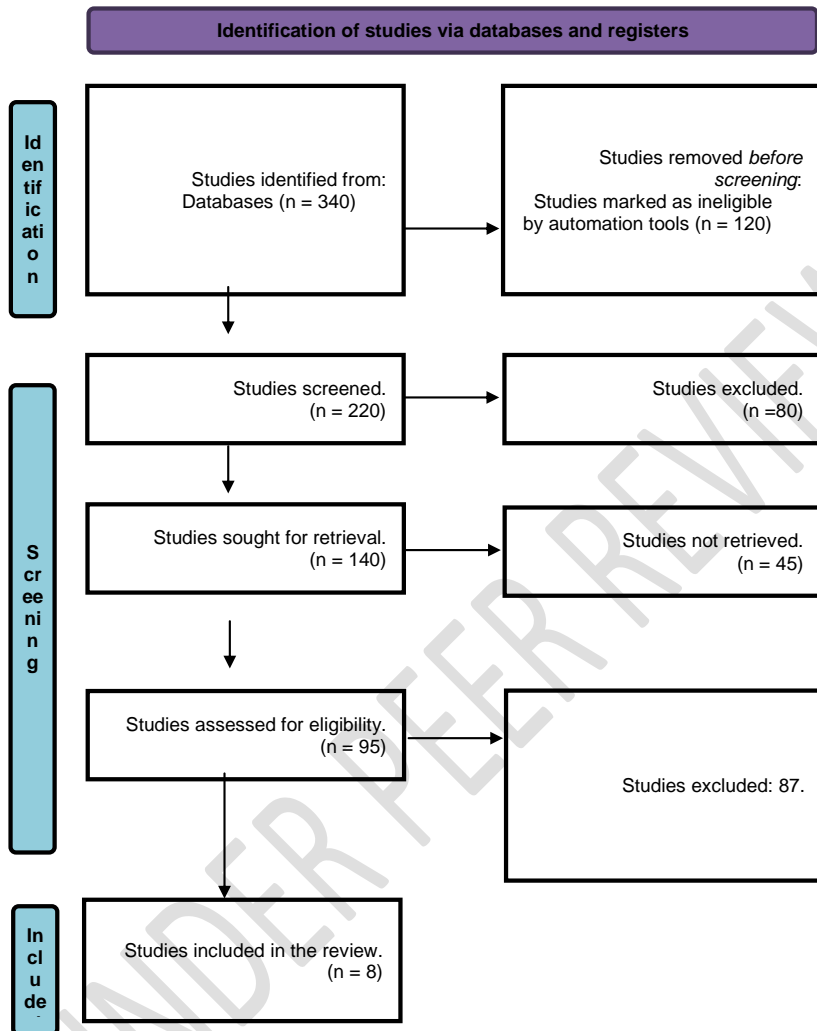 Identification of studies via databases and registers
Id
en
tif
ic
ati
o
n
Studies identified from:
Databases (n = 340)
Studies removed before
screening:
Studies marked as ineligible
by automation tools (n = 120)
Studies screened.
(n = 220)
Studies excluded.
(n =80)
S
cr
ee
ni
n
g
Studies sought for retrieval.
(n = 140)
Studies not retrieved.
(n = 45)
Studies assessed for eligibility.
(n = 95)
Studies excluded: 87.
In
cl
u
de
Studies included in the review.
(n = 8)
UNDER PEER REVIEW